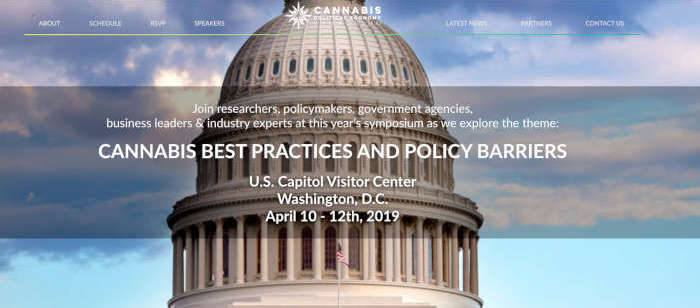 ABOUT SCHEDULE RSVP SPEAKERS
CANNABIS
POLITICAL ECONOMY
LATEST NEWS PARTNERS CONTACT US
Join researchers, policymakers, government agencies,
business leaders & industry experts at this year's symposium as we explore the theme:
CANNABIS BEST PRACTICES AND POLICY BARRIERS
U.S. Capitol Visitor Center
Washington, D.C.
April 10 - 12th, 2019